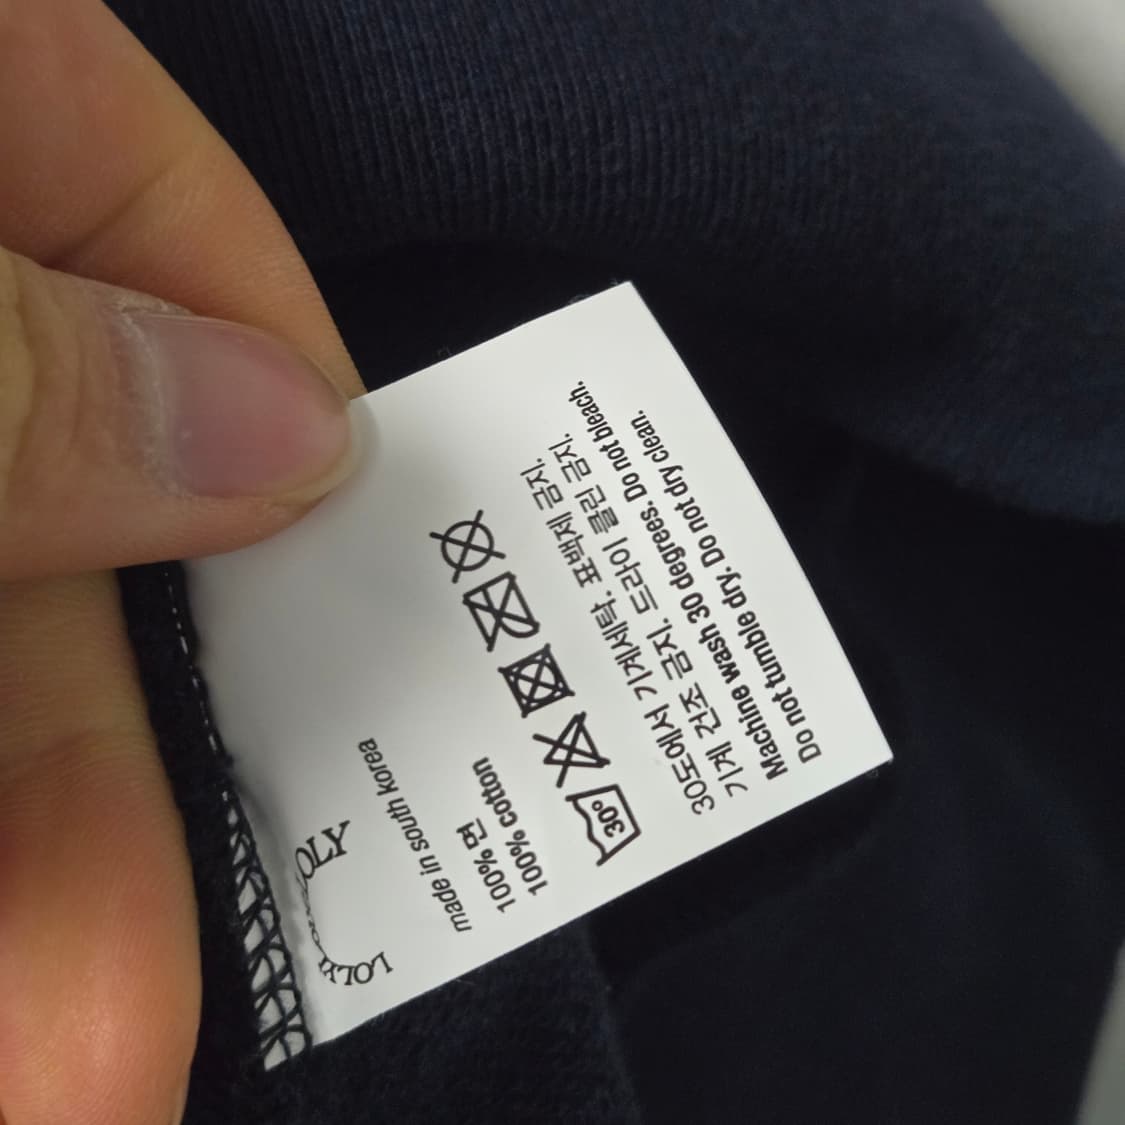 made in south korea
100% 면
100% cotton
30°
30도에서 기계세탁. 표백제 금지.
기계 건조 금지. 드라이 클린 금지.
Machine wash 30 degrees. Do not bleach.
Do not tumble dry. Do not dry clean.